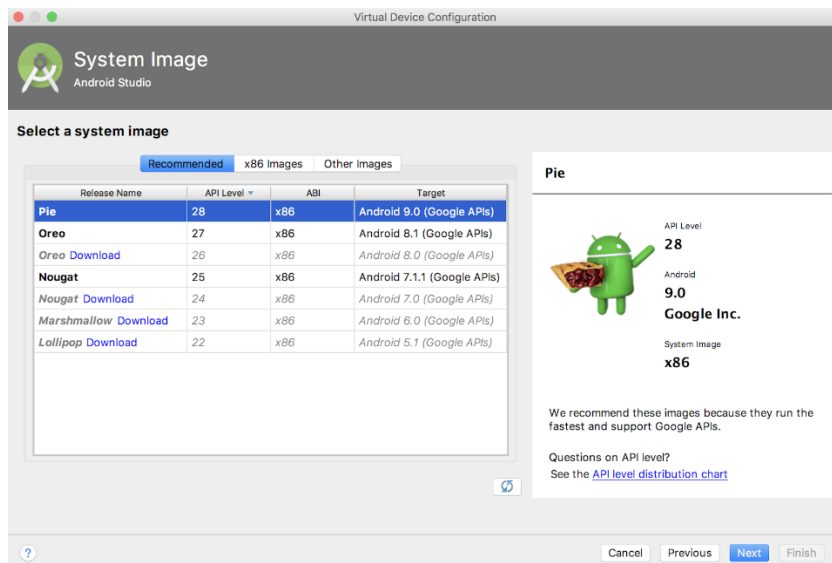 Virtual Device Configuration
System Image
Android Studio
Select a system image
Recommended x86 Images Other Images
Release Name API Level ABI Target
Pie 28 x86 Android 9.0 (Google APIs)
Oreo 27 x86 Android 8.1 (Google APIs)
Oreo Download 26 x86 Android 8.0 (Google APIs)
Nougat 25 x86 Android 7.1.1 (Google APIs)
Nougat Download 24 x86 Android 7.0 (Google APIs)
Marshmallow Download 23 x86 Android 6.0 (Google APIs)
Lollipop Download 22 x86 Android 5.1 (Google APIs)
Pie
API Level
28
Android
9.0
Google Inc.
System Image
x86
We recommend these images because they run the
fastest and support Google APIs.
Questions on API level?
See the API level distribution chart
? Cancel Previous Next Finish